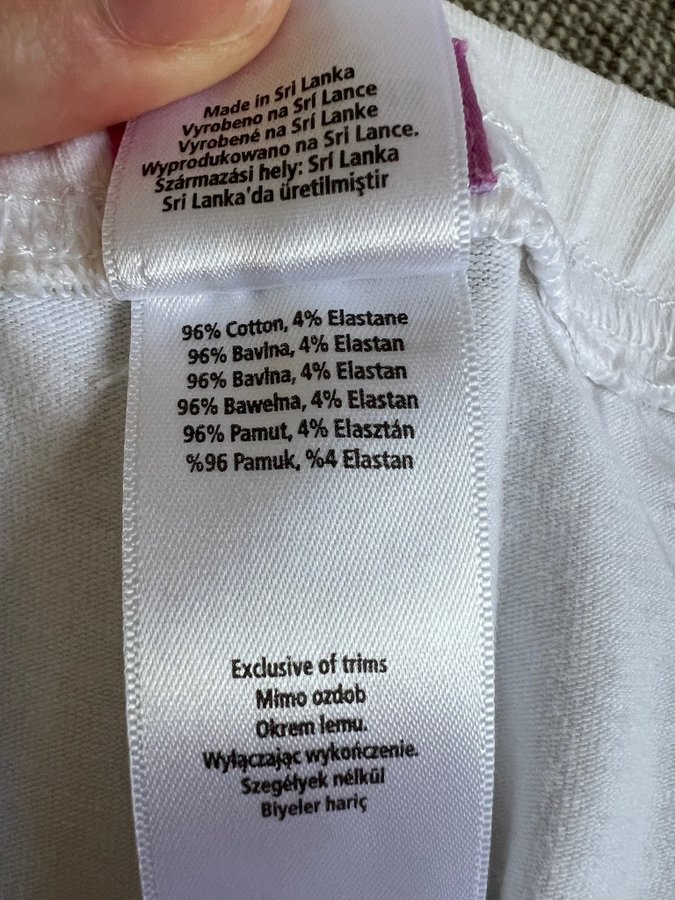 Made in Sri Lanka
Vyrobeno na Srí Lance
Vyrobené na Srí Lanke
Wyprodukowano na Sri Lance.
Származási hely: Srí Lanka
Sri Lanka'da üretilmiştir
96% Cotton, 4% Elastane
96% Bavlna, 4% Elastan
96% Bavlna, 4% Elastan
96% Bawełna, 4% Elastan
96% Pamut, 4% Elasztán
%96 Pamuk, %4 Elastan
Exclusive of trims
Mimo ozdob
Okrem lemu.
Wyłączając wykończenie.
Szegélyek nélkül
Biyeler hariç